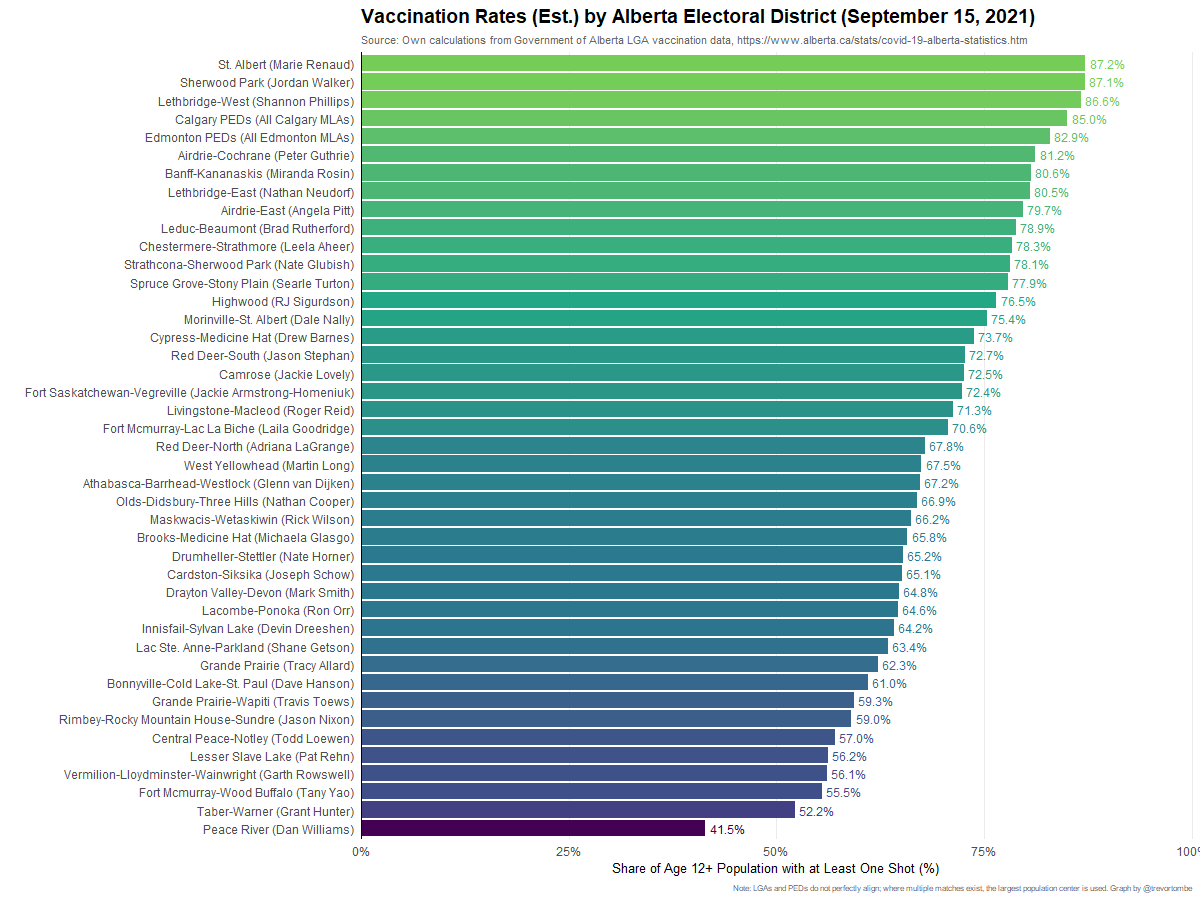 Vaccination Rates (Est.) by Alberta Electoral District (September 15, 2021)
Source: Own calculations from Government of Alberta LGA vaccination data, https://www.alberta.ca/stats/covid-19-alberta-statistics.htm
St. Albert (Marie Renaud) 87.2%
Sherwood Park (Jordan Walker) 87.1%
Lethbridge-West (Shannon Phillips) 86.6%
Calgary PEDs (All Calgary MLAs) 85.0%
Edmonton PEDs (All Edmonton MLAs) 82.9%
Airdrie-Cochrane (Peter Guthrie) 81.2%
Banff-Kananaskis (Miranda Rosin) 80.6%
Lethbridge-East (Nathan Neudorf) 80.5%
Airdrie-East (Angela Pitt) 79.7%
Leduc-Beaumont (Brad Rutherford) 78.9%
Chestermere-Strathmore (Leela Aheer) 78.3%
Strathcona-Sherwood Park (Nate Glubish) 78.1%
Spruce Grove-Stony Plain (Searle Turton) 77.9%
Highwood (RJ Sigurdson) 76.5%
Morinville-St. Albert (Dale Nally) 75.4%
Cypress-Medicine Hat (Drew Barnes) 73.7%
Red Deer-South (Jason Stephan) 72.7%
Camrose (Jackie Lovely) 72.5%
Fort Saskatchewan-Vegreville (Jackie Armstrong-Homeniuk) 72.4%
Livingstone-Macleod (Roger Reid) 71.3%
Fort Mcmurray-Lac La Biche (Laila Goodridge) 70.6%
Red Deer-North (Adriana LaGrange) 67.8%
West Yellowhead (Martin Long) 67.5%
Athabasca-Barrhead-Westlock (Glenn van Dijken) 67.2%
Olds-Didsbury-Three Hills (Nathan Cooper) 66.9%
Maskwacis-Wetaskiwin (Rick Wilson) 66.2%
Brooks-Medicine Hat (Michaela Glasgo) 65.8%
Drumheller-Stettler (Nate Horner) 65.2%
Cardston-Siksika (Joseph Schow) 65.1%
Drayton Valley-Devon (Mark Smith) 64.8%
Lacombe-Ponoka (Ron Orr) 64.6%
Innisfail-Sylvan Lake (Devin Dreeshen) 64.2%
Lac Ste. Anne-Parkland (Shane Getson) 63.4%
Grande Prairie (Tracy Allard) 62.3%
Bonnyville-Cold Lake-St. Paul (Dave Hanson) 61.0%
Grande Prairie-Wapiti (Travis Toews) 59.3%
Rimbey-Rocky Mountain House-Sundre (Jason Nixon) 59.0%
Central Peace-Notley (Todd Loewen) 57.0%
Lesser Slave Lake (Pat Rehn) 56.2%
Vermilion-Lloydminster-Wainwright (Garth Rowswell) 56.1%
Fort Mcmurray-Wood Buffalo (Tany Yao) 55.5%
Taber-Warner (Grant Hunter) 52.2%
Peace River (Dan Williams) 41.5%
0% 25% 50% 75% 100%
Share of Age 12+ Population with at Least One Shot (%)
Note: LGAs and PEDs do not perfectly align; where multiple matches exist, the largest population center is used. Graph by @trevortombe